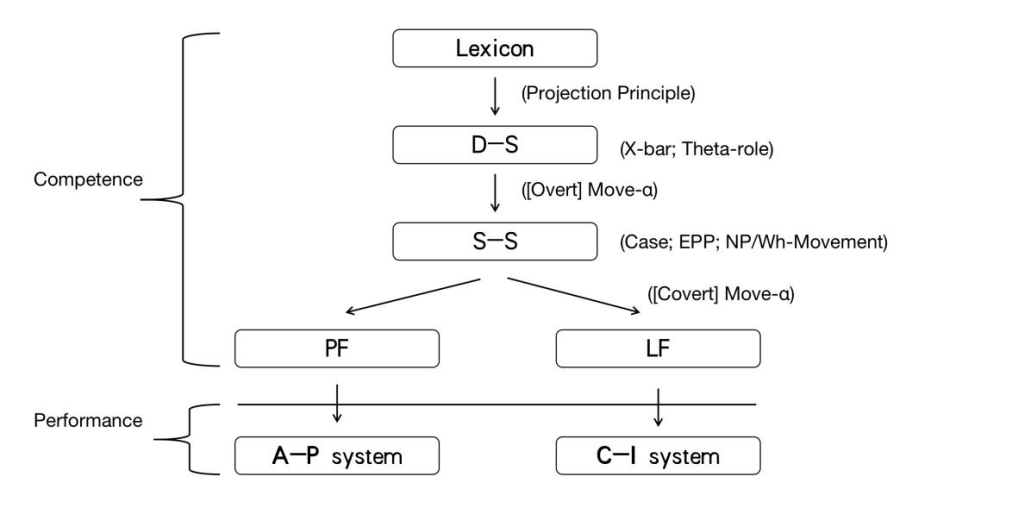 Lexicon
(Projection Principle)
D–S
(X-bar; Theta-role)
Competence
([Overt] Move-α)
S–S
(Case; EPP; NP/Wh-Movement)
([Covert] Move-α)
PF
LF
Performance
A–P system
C–I system